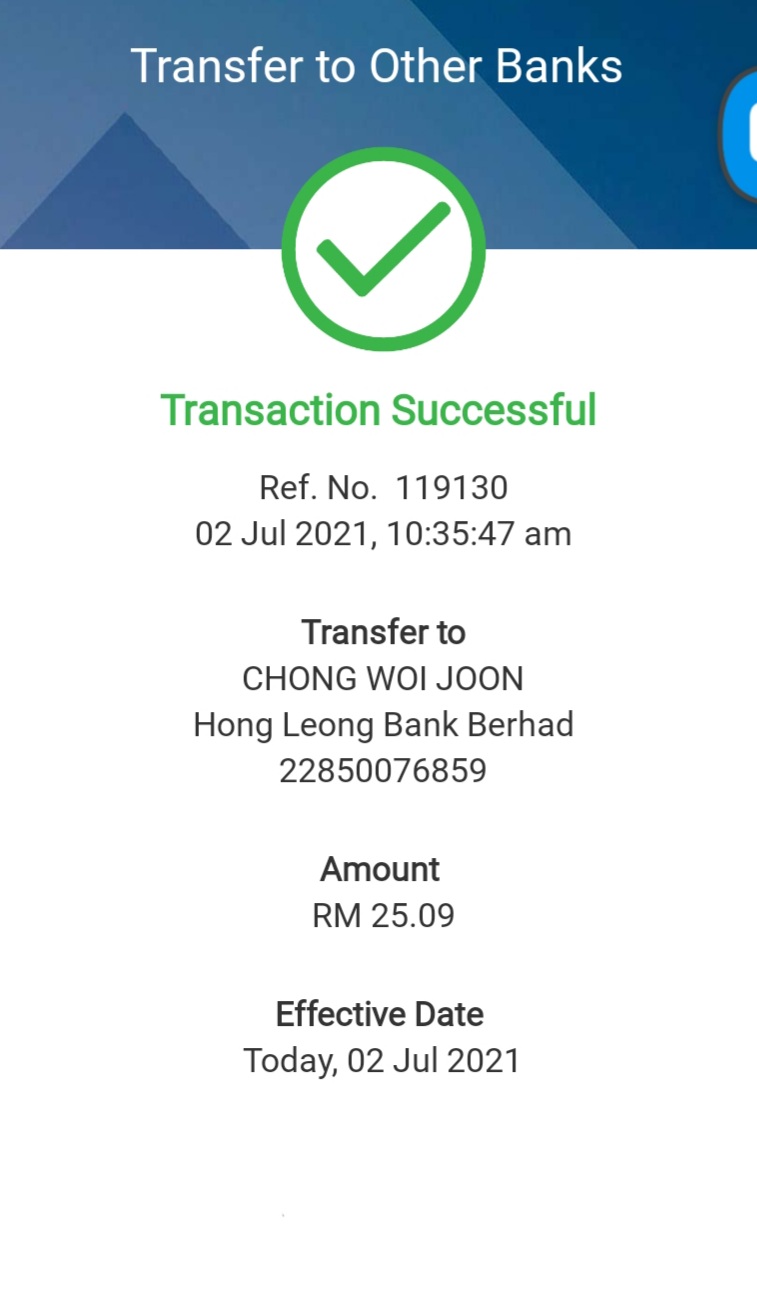 Transfer to Other Banks
Transaction Successful
Ref. No. 119130
02 Jul 2021, 10:35:47 am
Transfer to
CHONG WOI JOON
Hong Leong Bank Berhad
22850076859
Amount
RM 25.09
Effective Date
Today, 02 Jul 2021